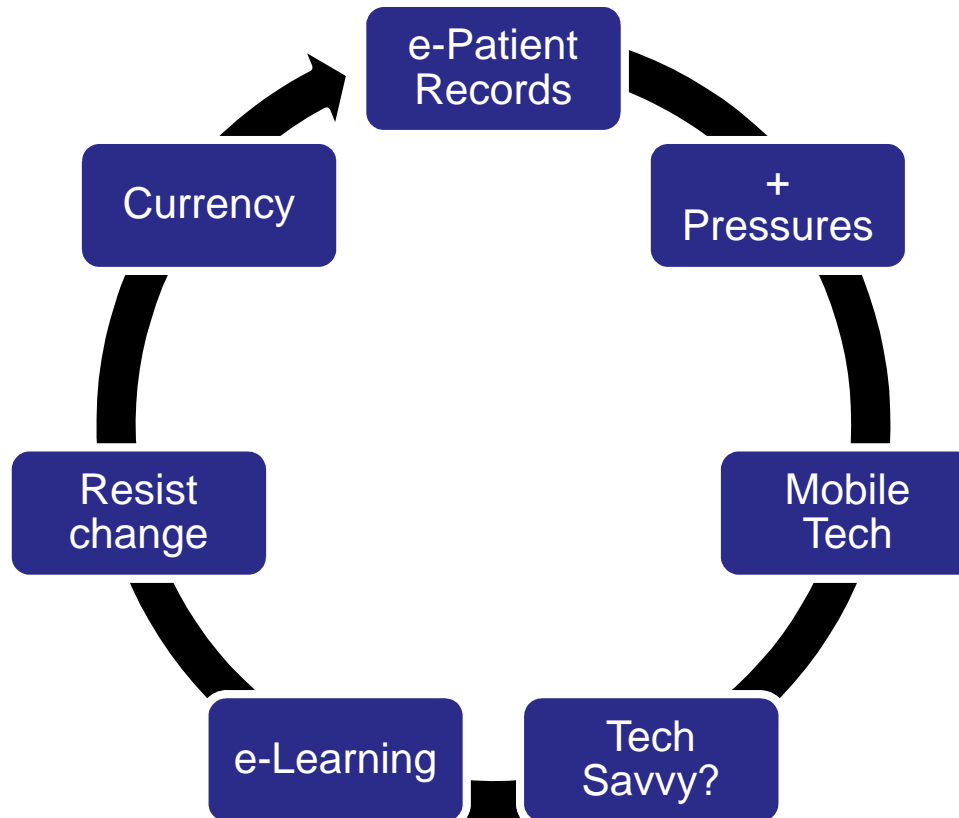 e-Patient
Records
+
Pressures
Mobile
Tech
Tech
Savvy?
e-Learning
Resist
change
Currency